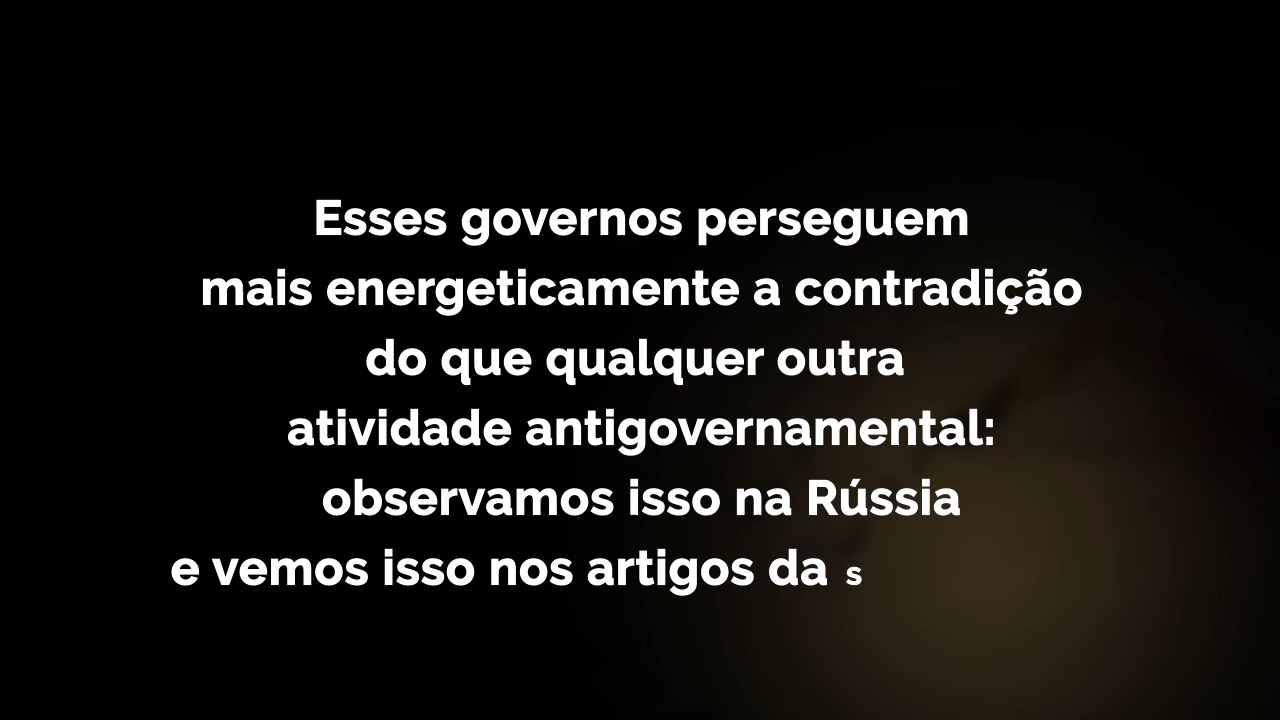 Esses governos perseguem
mais energeticamente a contradição
do que qualquer outra
atividade antigovernamental:
observamos isso na Rússia
e vemos isso nos artigos da s